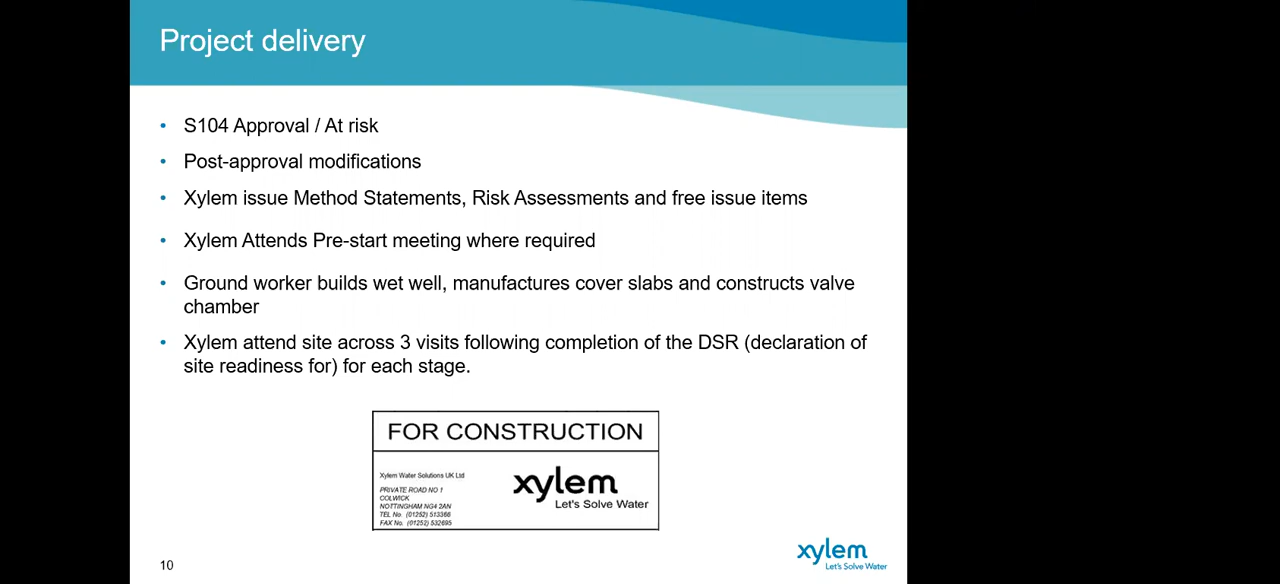 Project delivery
• S104 Approval / At risk
• Post-approval modifications
• Xylem issue Method Statements, Risk Assessments and free issue items
• Xylem Attends Pre-start meeting where required
• Ground worker builds wet well, manufactures cover slabs and constructs valve
chamber
• Xylem attend site across 3 visits following completion of the DSR (declaration of
site readiness for) for each stage.
FOR CONSTRUCTION
Xylem Water Solutions UK Ltd
PRIVATE ROAD NO 1
COLWICK
NOTTINGHAM NG4 2AN
TEL No. (01252) 513366
FAX No. (01252) 532695
xylem
Let's Solve Water
10
xylem
Let's Solve Water